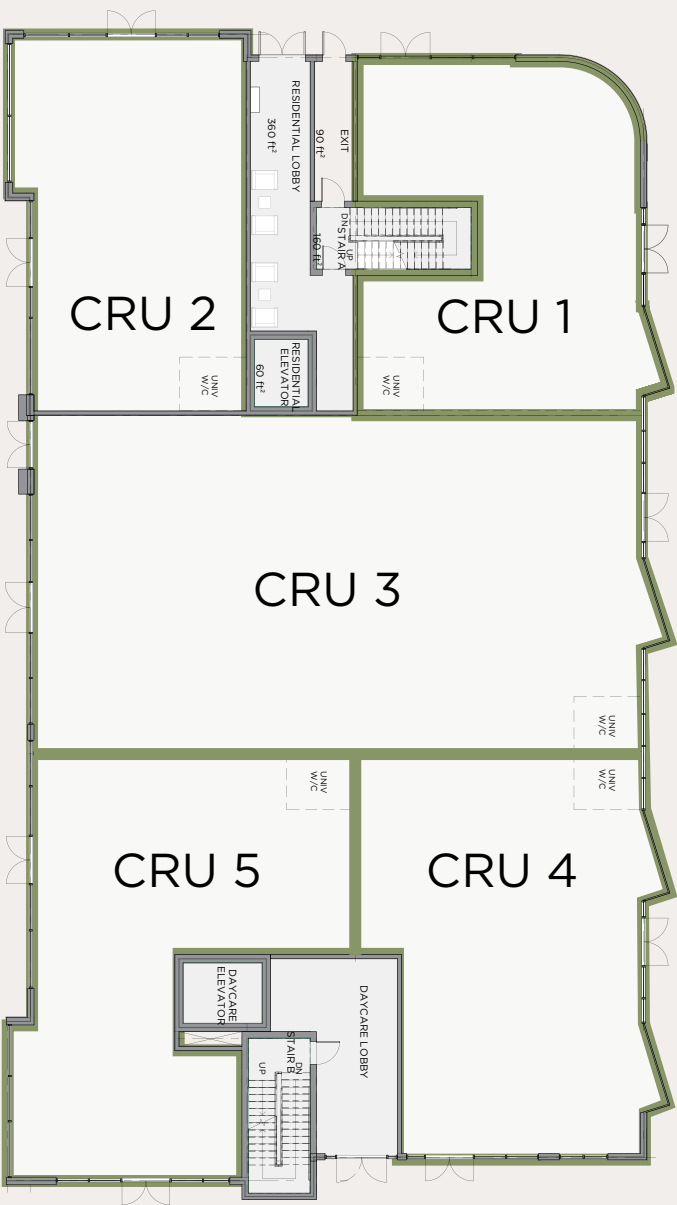 RESIDENTIAL LOBBY
360 ft²
EXIT
90 ft²
DN
STAIR A
UP
160 ft²
CRU 2
CRU 1
RESIDENTIAL
ELEVATOR
60 ft²
UNIV
W/C
UNIV
W/C
CRU 3
UNIV
W/C
UNIV
W/C
UNIV
W/C
CRU 5
CRU 4
DAYCARE
ELEVATOR
DAYCARE LOBBY
STAIR B
DN
UP